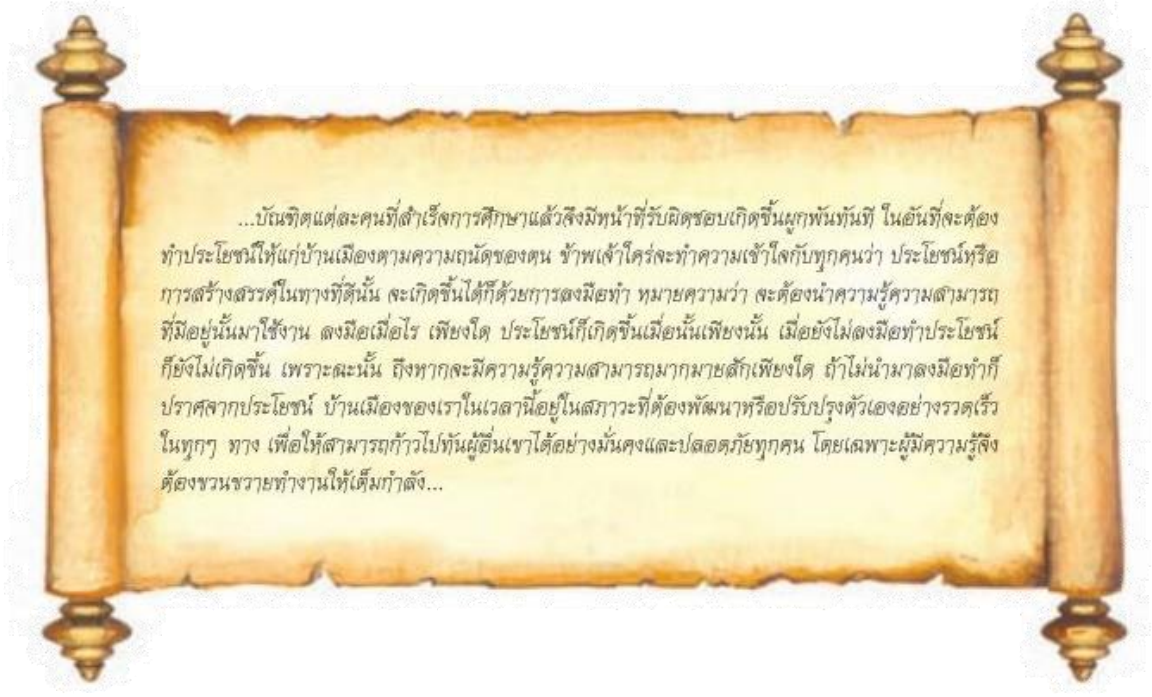 ...บัณฑิตแต่ละคนที่สำเร็จการศึกษาแล้วจึงมีหน้าที่รับผิดชอบเกิดขึ้นผูกพันทันที ในอันที่จะต้อง
ทำประโยชน์ให้แก่บ้านเมืองตามความถนัดของตน ข้าพเจ้าใคร่จะทำความเข้าใจกับทุกคนว่า ประโยชน์หรือ
การสร้างสรรค์ในทางที่ดีนั้น จะเกิดขึ้นได้ก็ด้วยการลงมือทำ หมายความว่า จะต้องนำความรู้ความสามารถ
ที่มีอยู่นั้นมาใช้งาน ลงมือเมื่อไร เพียงใด ประโยชน์ก็เกิดขึ้นเมื่อนั้นเพียงนั้น เมื่อยังไม่ลงมือทำประโยชน์
ก็ยังไม่เกิดขึ้น เพราะฉะนั้น ถึงหากจะมีความรู้ความสามารถมากมายสักเพียงใด ถ้าไม่นำมาลงมือทำก็
ปราศจากประโยชน์ บ้านเมืองของเราในเวลานี้อยู่ในสภาวะที่ต้องพัฒนาหรือปรับปรุงตัวเองอย่างรวดเร็ว
ในทุกๆ ทาง เพื่อให้สามารถก้าวไปทันผู้อื่นเขาได้อย่างมั่นคงและปลอดภัยทุกคน โดยเฉพาะผู้มีความรู้จึง
ต้องขวนขวายทำงานให้เต็มกำลัง...